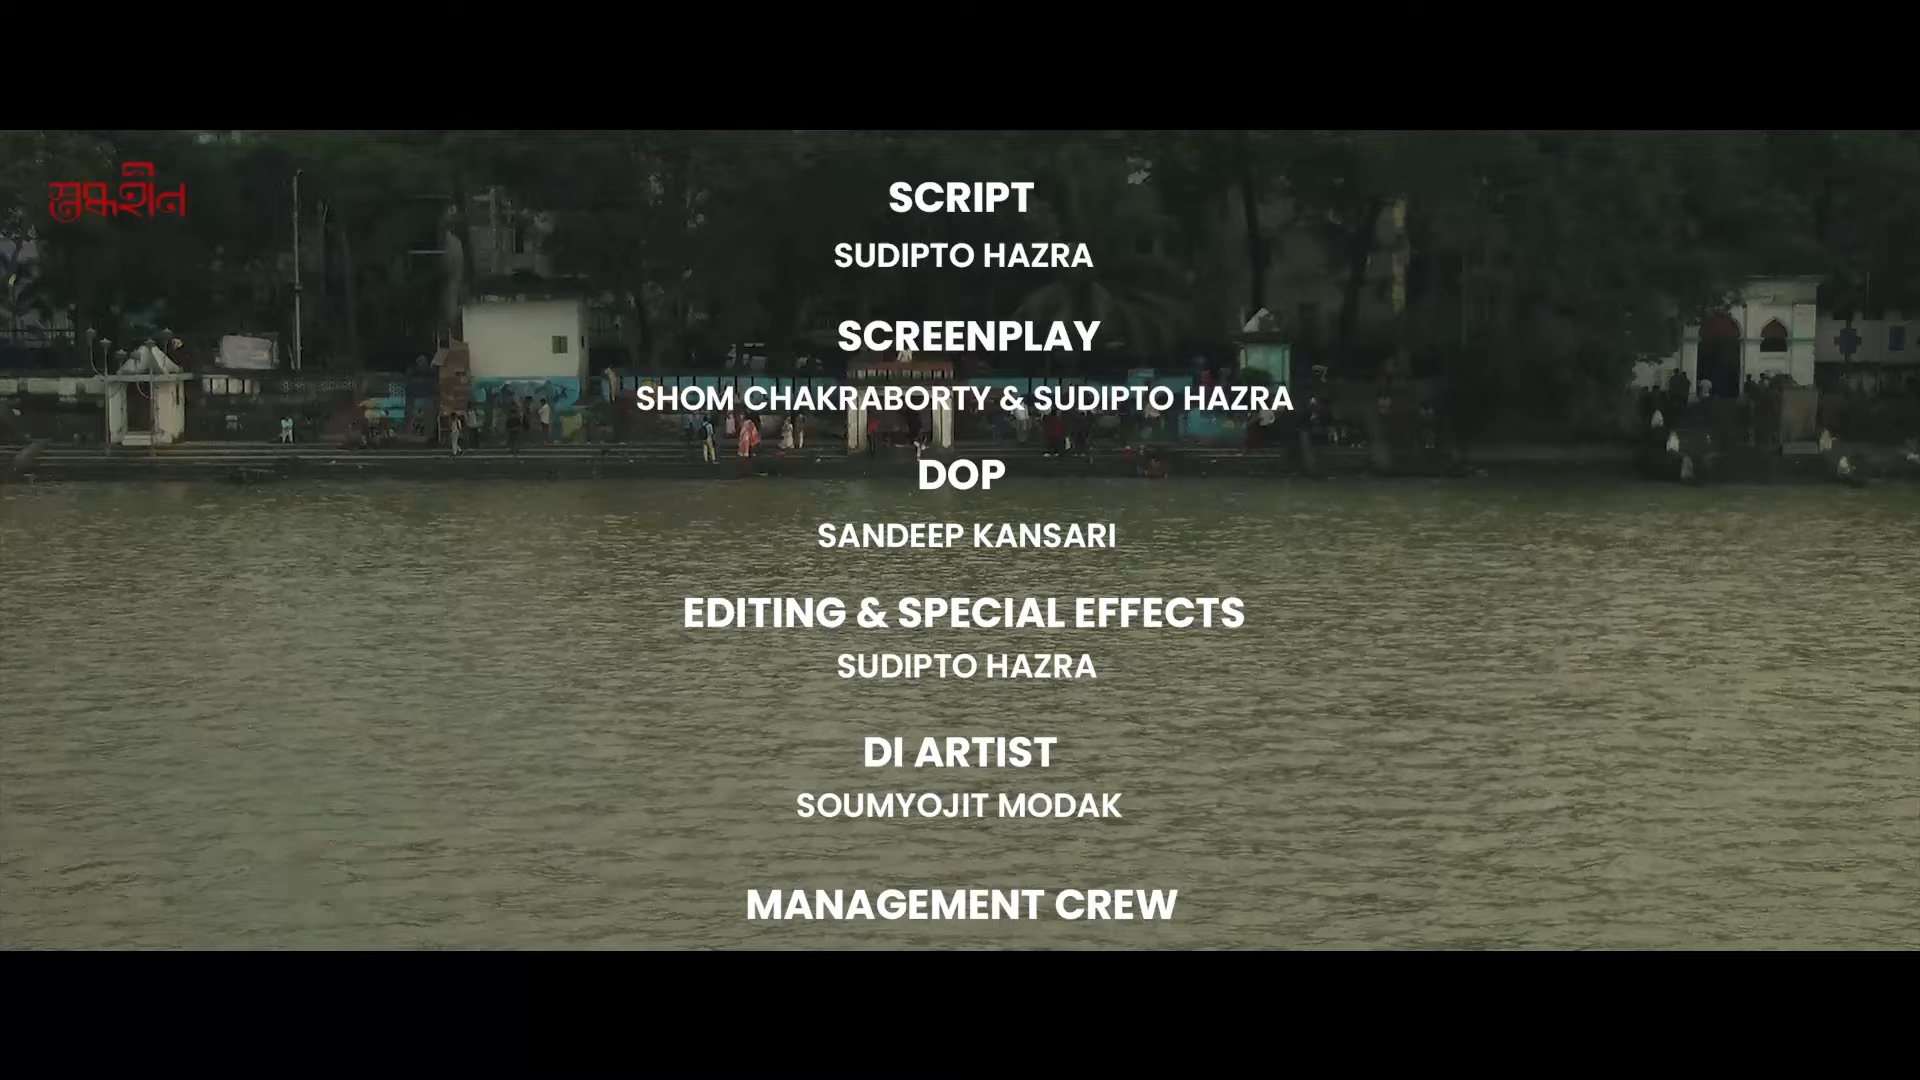 SCRIPT
SUDIPTO HAZRA
SCREENPLAY
SHOM CHAKRABORTY & SUDIPTO HAZRA
DOP
SANDEEP KANSARI
EDITING & SPECIAL EFFECTS
SUDIPTO HAZRA
DI ARTIST
SOUMYOJIT MODAK
MANAGEMENT CREW